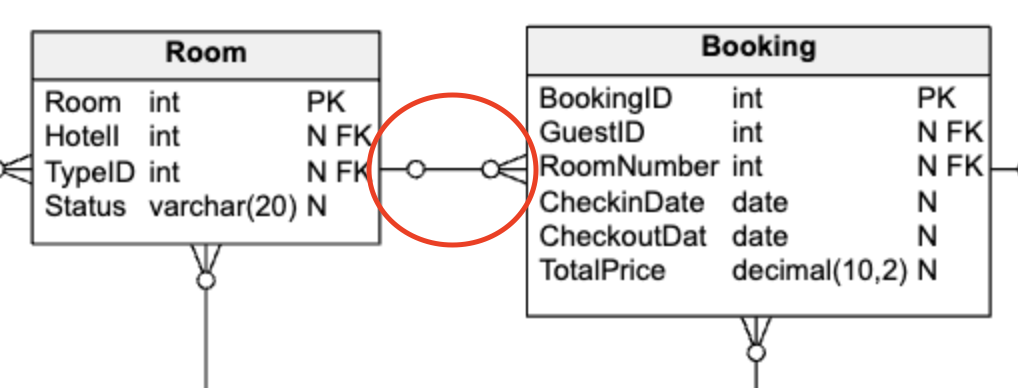 Room
Room int PK
HotelI int N FK
TypeID int N FK
Status varchar(20) N
Booking
BookingID int PK
GuestID int N FK
RoomNumber int N FK
CheckinDate date N
CheckoutDat date N
TotalPrice decimal(10,2) N